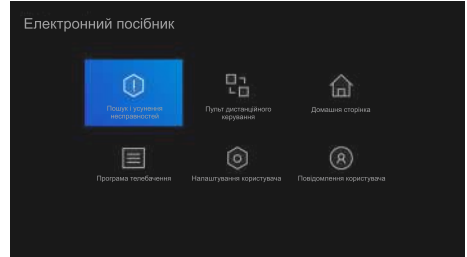 Електронний посібник
Пошук і усунення
несправностей
Пульт дистанційного
керування
Домашня сторінка
Програма телебачення
Налаштування користувача
Повідомлення користувача